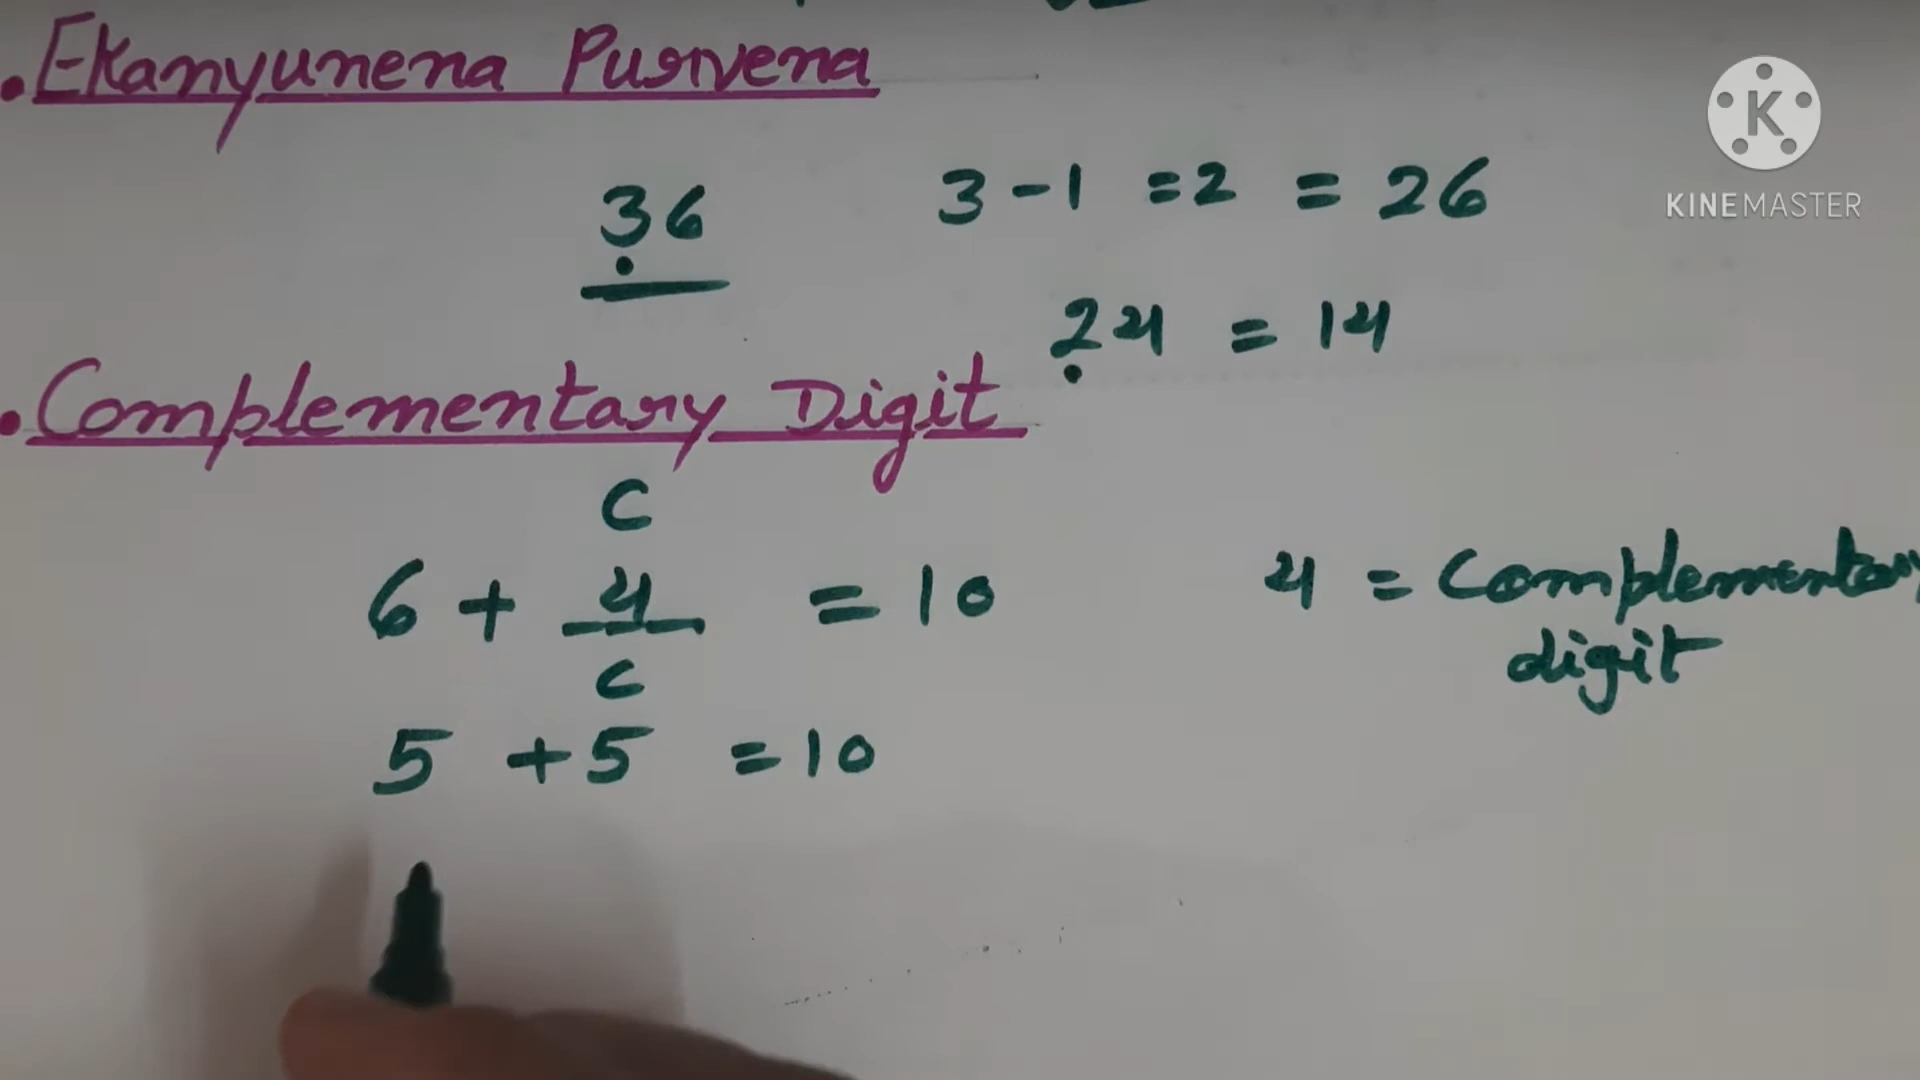 . Ekanyunena Purvena
36 3 - 1 = 2 = 26
24 = 14
. Complementary Digit
C
6 + 4 = 10 4 = Complementary
digit
C
5 + 5 = 10
K
KINEMASTER